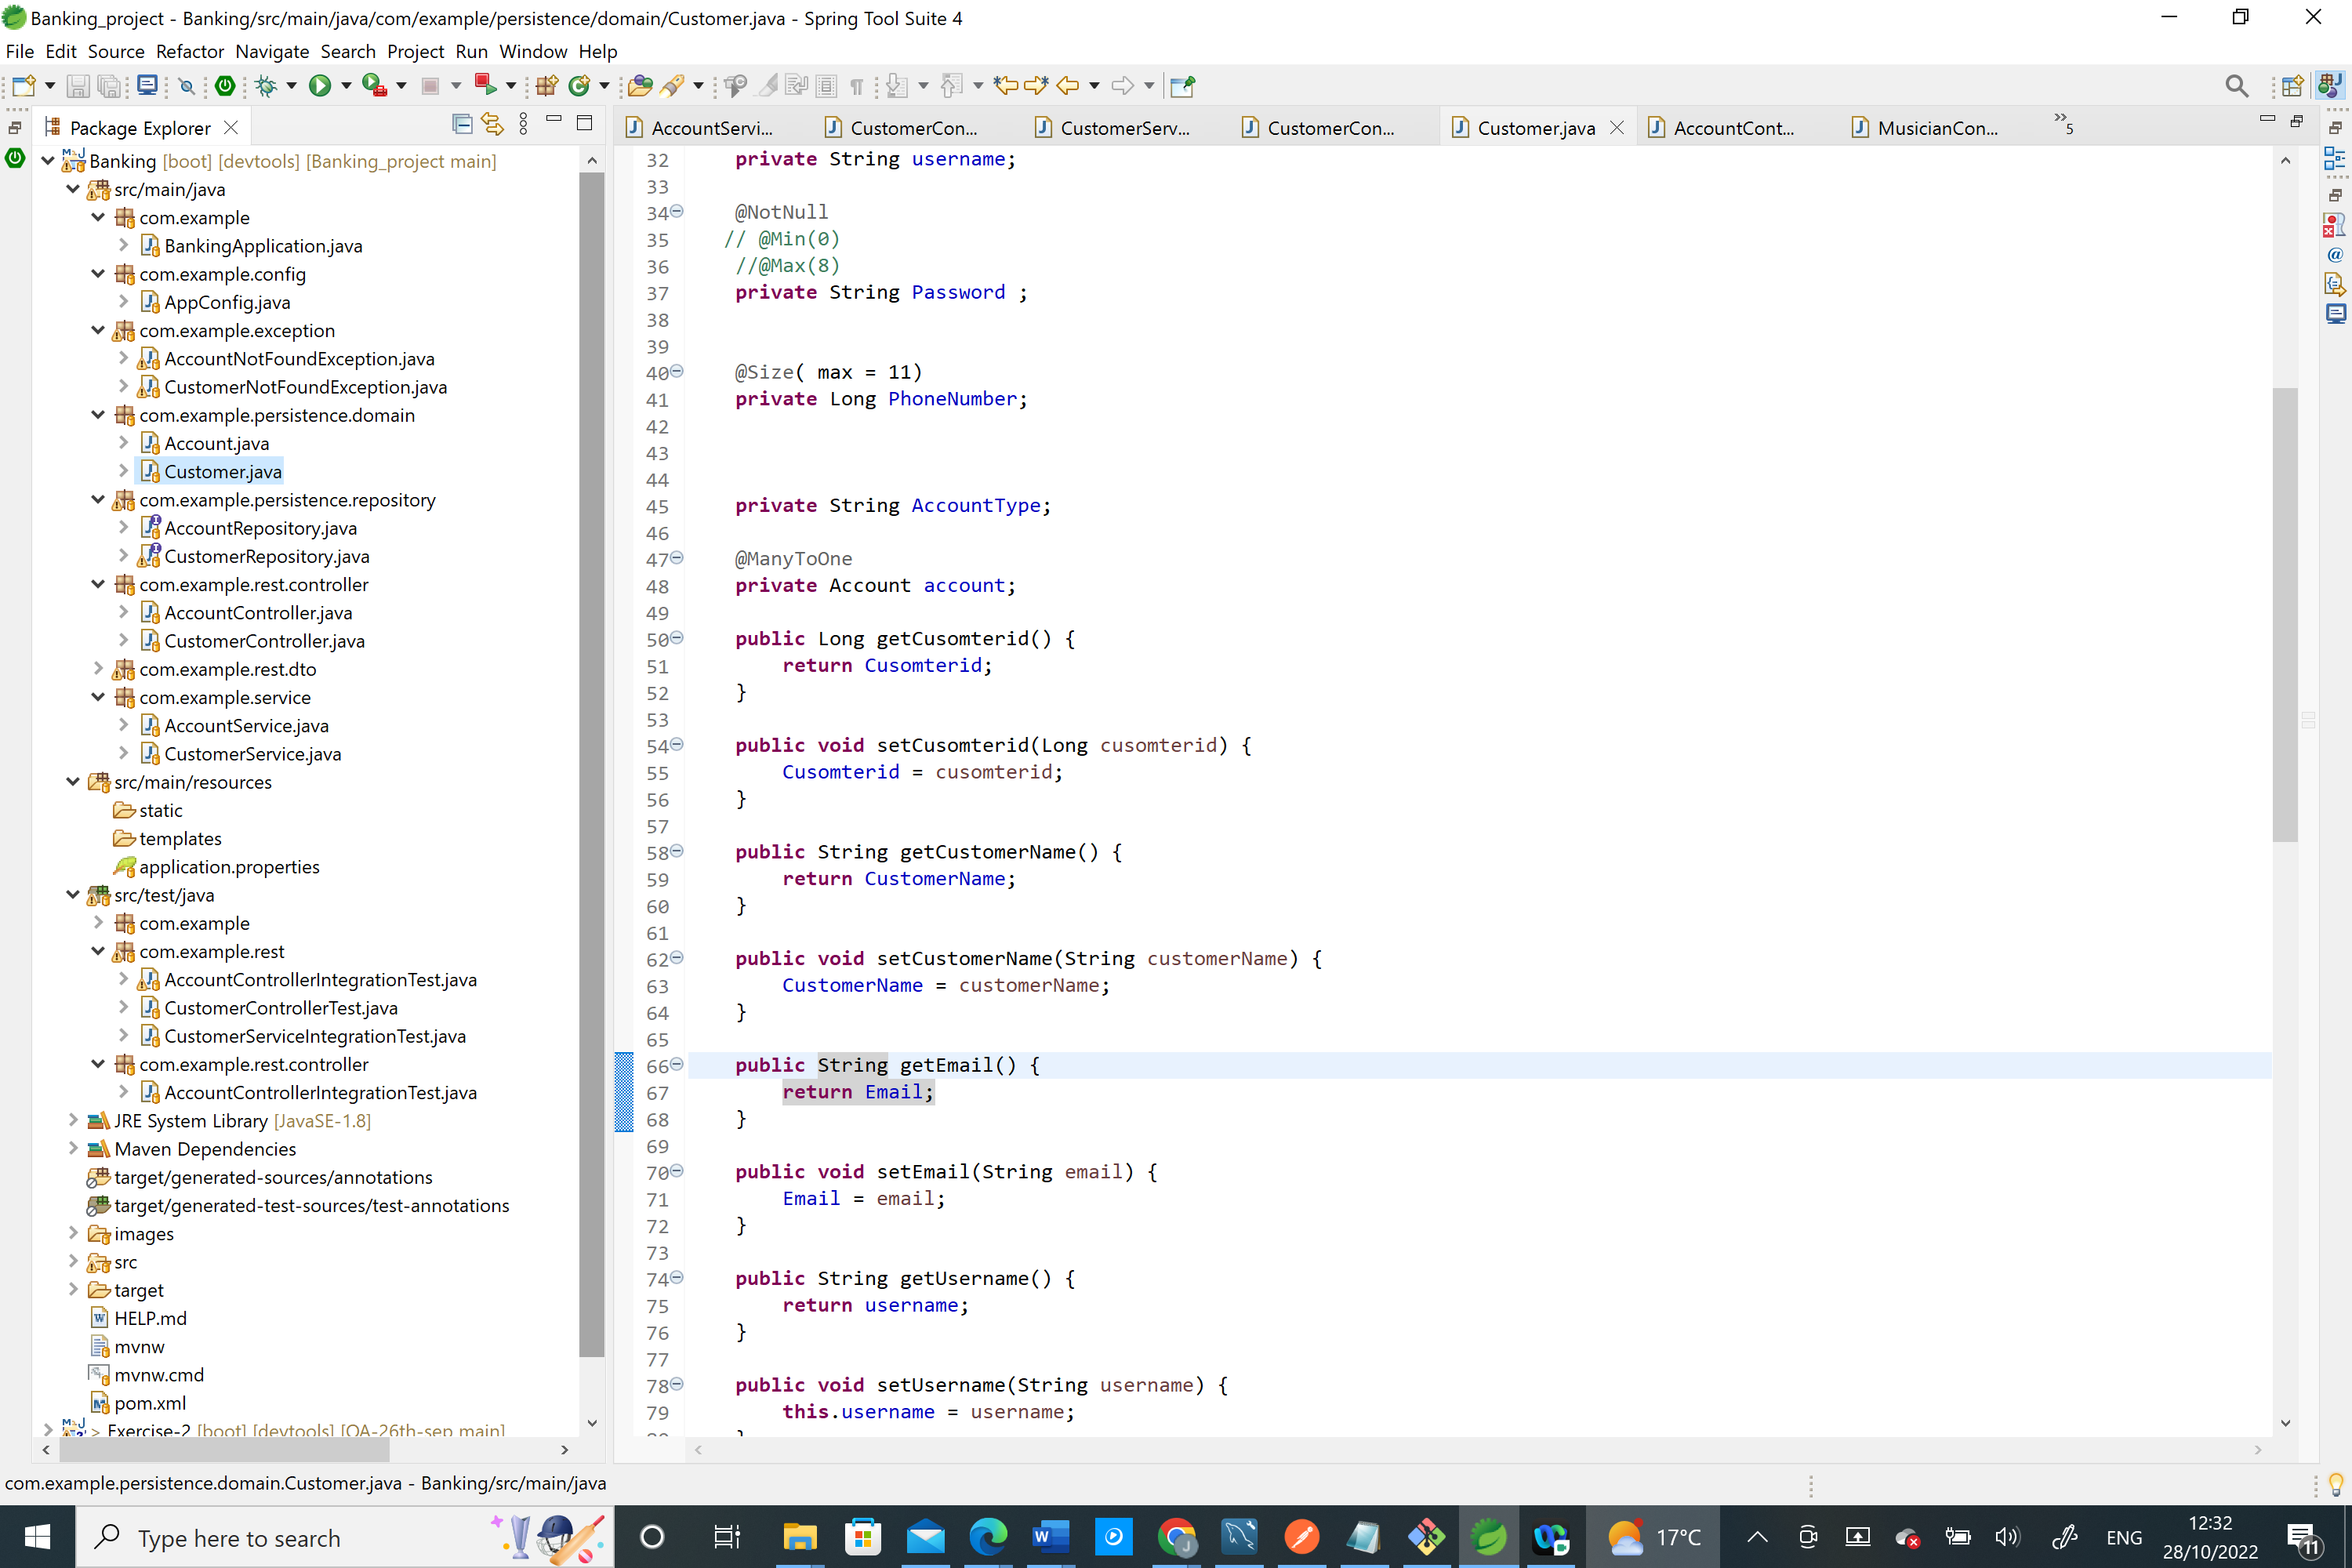 Banking_project - Banking/src/main/java/com/example/persistence/domain/Customer.java - Spring Tool Suite 4
File Edit Source Refactor Navigate Search Project Run Window Help
Package Explorer
AccountServi... CustomerCon... CustomerServ... CustomerCon... Customer.java AccountCont... MusicianCon... »5
Banking [boot] [devtools] [Banking_project main]
src/main/java
com.example
BankingApplication.java
com.example.config
AppConfig.java
com.example.exception
AccountNotFoundException.java
CustomerNotFoundException.java
com.example.persistence.domain
Account.java
Customer.java
com.example.persistence.repository
AccountRepository.java
CustomerRepository.java
com.example.rest.controller
AccountController.java
CustomerController.java
com.example.rest.dto
com.example.service
AccountService.java
CustomerService.java
src/main/resources
static
templates
application.properties
src/test/java
com.example
com.example.rest
AccountControllerIntegrationTest.java
CustomerControllerTest.java
CustomerServiceIntegrationTest.java
com.example.rest.controller
AccountControllerIntegrationTest.java
JRE System Library [JavaSE-1.8]
Maven Dependencies
target/generated-sources/annotations
target/generated-test-sources/test-annotations
images
src
target
HELP.md
mvnw
mvnw.cmd
pom.xml
> Exercise-2 [boot] [devtools] [QA-26th-sep main]
32 private String username;
33
34 @NotNull
35 // @Min(0)
36 //@Max(8)
37 private String Password ;
38
39
40 @Size( max = 11)
41 private Long PhoneNumber;
42
43
44
45 private String AccountType;
46
47 @ManyToOne
48 private Account account;
49
50 public Long getCusomterid() {
51 return Cusomterid;
52 }
53
54 public void setCusomterid(Long cusomterid) {
55 Cusomterid = cusomterid;
56 }
57
58 public String getCustomerName() {
59 return CustomerName;
60 }
61
62 public void setCustomerName(String customerName) {
63 CustomerName = customerName;
64 }
65
66 public String getEmail() {
67 return Email;
68 }
69
70 public void setEmail(String email) {
71 Email = email;
72 }
73
74 public String getUsername() {
75 return username;
76 }
77
78 public void setUsername(String username) {
79 this.username = username;
com.example.persistence.domain.Customer.java - Banking/src/main/java
Type here to search
17°C
ENG
12:32
28/10/2022
11